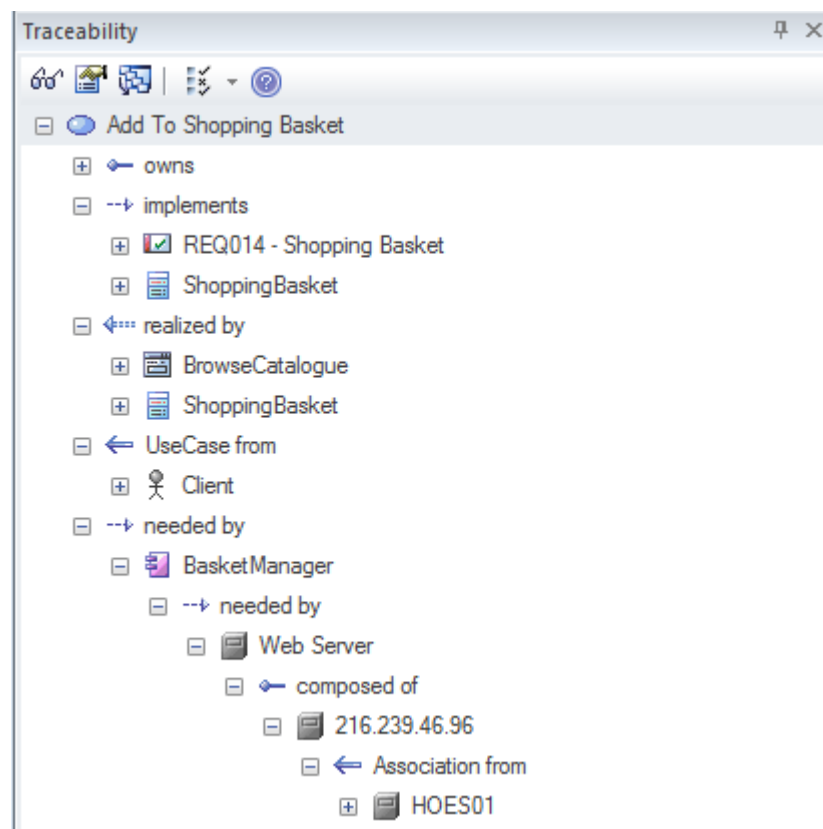 Traceability
Add To Shopping Basket
owns
implements
REQ014 - Shopping Basket
ShoppingBasket
realized by
BrowseCatalogue
ShoppingBasket
UseCase from
Client
needed by
BasketManager
needed by
Web Server
composed of
216.239.46.96
Association from
HOES01